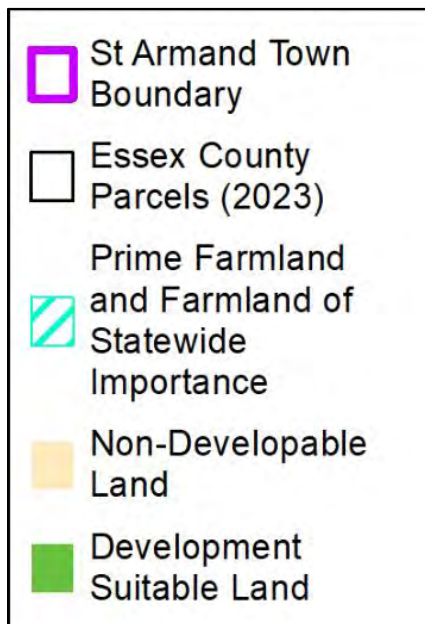 St Armand Town
Boundary
Essex County
Parcels (2023)
Prime Farmland
and Farmland of
Statewide
Importance
Non-Developable
Land
Development
Suitable Land